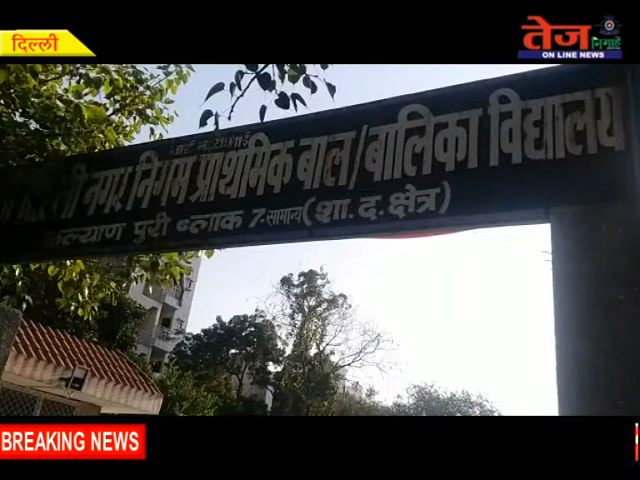 दिल्ली
तेज
निगाहें
ON LINE NEWS
नगर निगम प्राथमिक बाल/बालिका विद्यालय
कल्याण पुरी ब्लाक 7-सामान्य (शा.द.क्षेत्र)
BREAKING NEWS